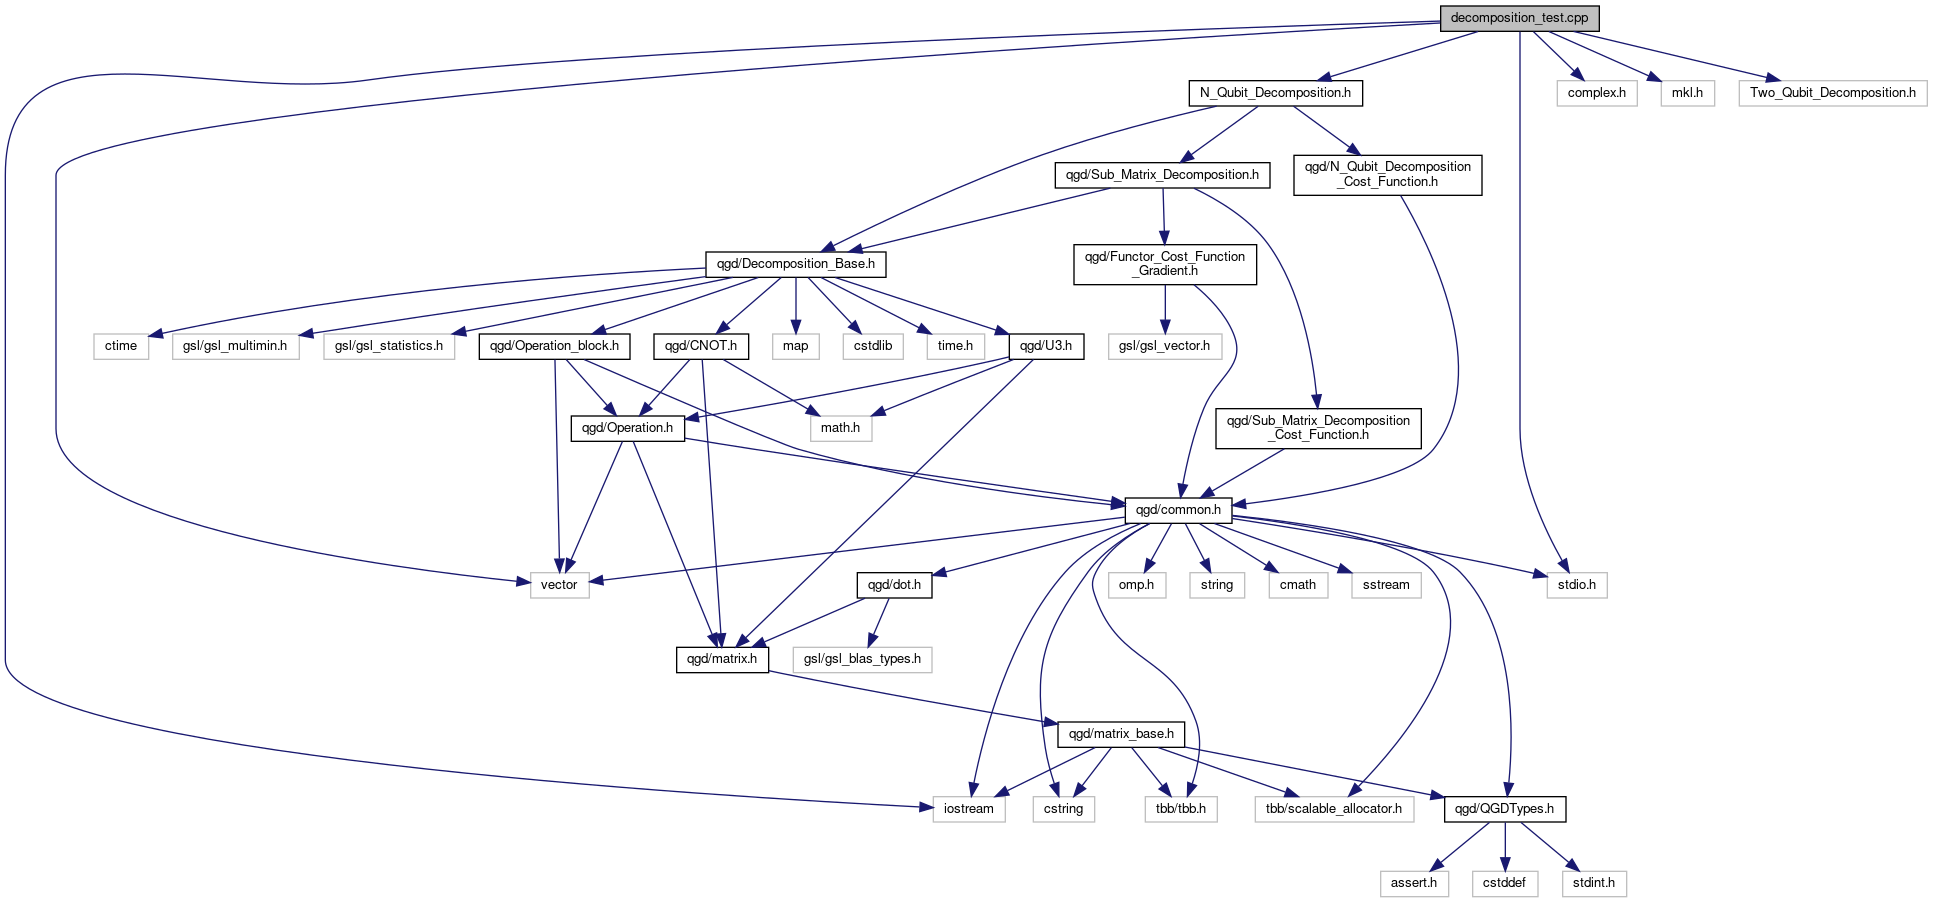 decomposition_test.cpp
N_Qubit_Decomposition.h
complex.h
mkl.h
Two_Qubit_Decomposition.h
qgd/Sub_Matrix_Decomposition.h
qgd/N_Qubit_Decomposition
_Cost_Function.h
qgd/Decomposition_Base.h
qgd/Functor_Cost_Function
_Gradient.h
ctime
gsl/gsl_multimin.h
gsl/gsl_statistics.h
qgd/Operation_block.h
qgd/CNOT.h
map
cstdlib
time.h
qgd/U3.h
gsl/gsl_vector.h
qgd/Operation.h
math.h
qgd/Sub_Matrix_Decomposition
_Cost_Function.h
qgd/common.h
vector
qgd/dot.h
omp.h
string
cmath
sstream
stdio.h
qgd/matrix.h
gsl/gsl_blas_types.h
qgd/matrix_base.h
iostream
cstring
tbb/tbb.h
tbb/scalable_allocator.h
qgd/QGDTypes.h
assert.h
cstddef
stdint.h